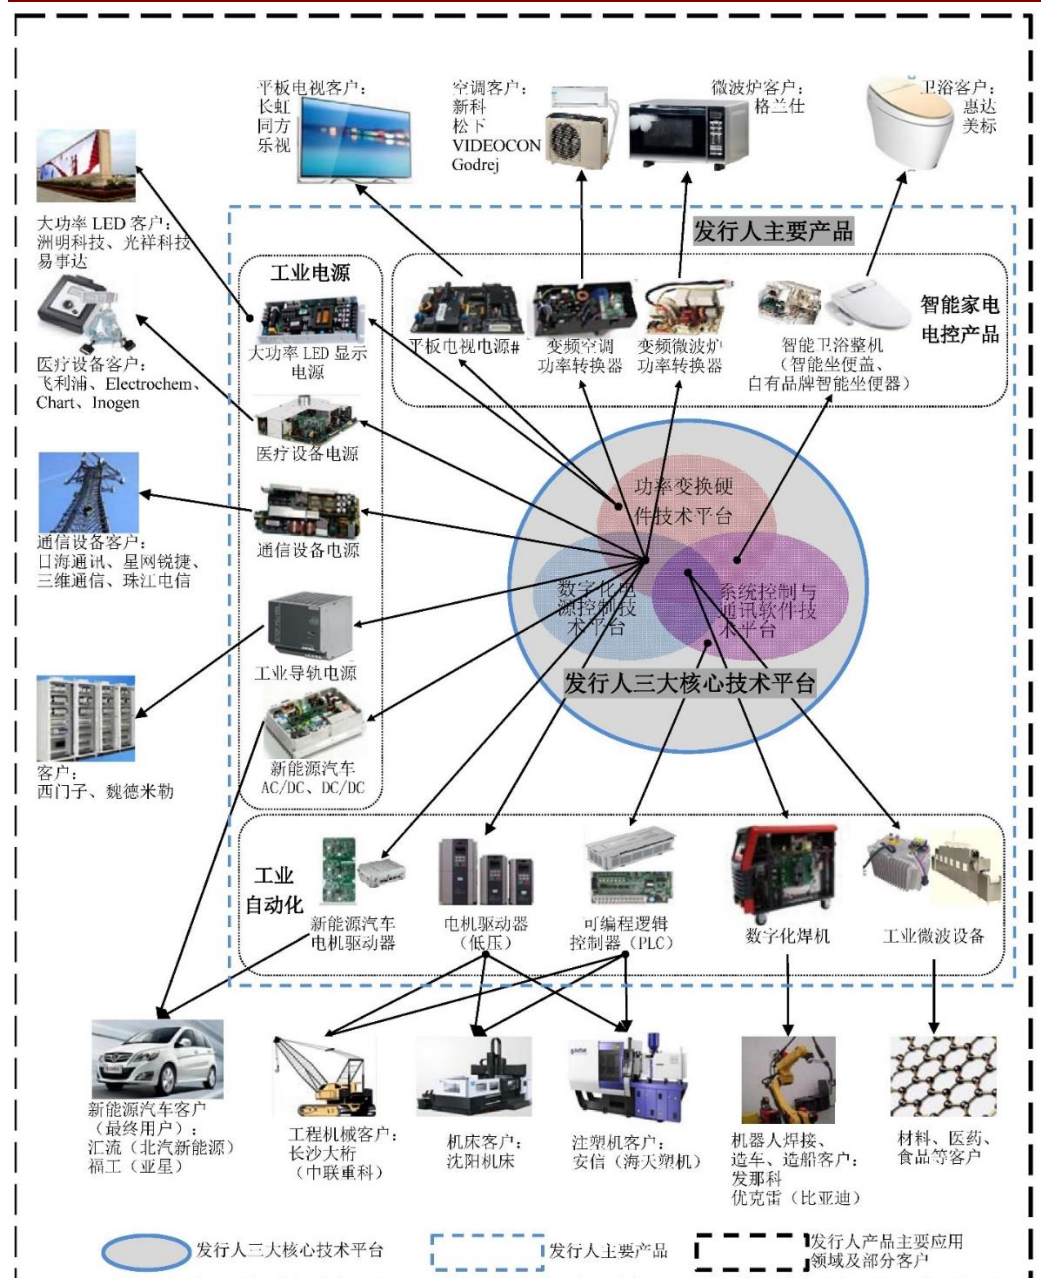 平板电视客户：
长虹
同方
乐视
空调客户：
新科
松下
VIDEOCON
Godrej
微波炉客户：
格兰仕
卫浴客户：
惠达
美标
大功率 LED 客户：
洲明科技、光祥科技
易事达
医疗设备客户：
飞利浦、Electrochem、
Chart、Inogen
通信设备客户：
口海通讯、星网锐捷、
三维通信、珠江电信
客户：
西门子、魏德米勒
发行人主要产品
工业电源
大功率 LED 显示
电源
医疗设备电源
通信设备电源
工业导轨电源
新能源汽车
AC/DC、DC/DC
平板电视电源#
变频空调
功率转换器
变频微波炉
功率转换器
智能卫浴整机
（智能坐便盖、
白有品牌智能坐便器）
智能家电
电控产品
功率变换硬
件技术平台
数字化电
源控制技
术平台
系统控制与
通讯软件技
术平台
发行人三大核心技术平台
工业
自动化
新能源汽车
电机驱动器
电机驱动器
（低压）
可编程逻辑
控制器（PLC）
数字化焊机
工业微波设备
新能源汽车客户
（最终用户）：
汇流（北汽新能源）
福工（亚星）
工程机械客户：
长沙大桁
（中联重科）
机床客户：
沈阳机床
注塑机客户：
安信（海天塑机）
机器人焊接、
造车、造船客户：
发那科
优克雷（比亚迪）
材料、医药、
食品等客户
发行人三大核心技术平台
发行人主要产品
发行人产品主要应用
领域及部分客户